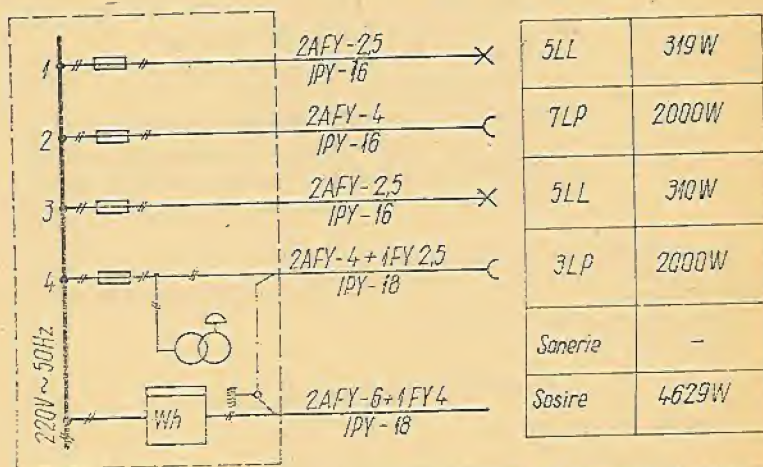 1
2AFY-2,5
IPY-16
5LL 319W
2
2AFY-4
IPY-16
7LP 2000W
3
2AFY-2,5
IPY-16
5LL 310W
4
2AFY-4+1FY 2,5
IPY-18
3LP 2000W
Sonerie -
220V~50Hz
Wh
2AFY-6+1FY4
IPY-18
Sosire 4629W